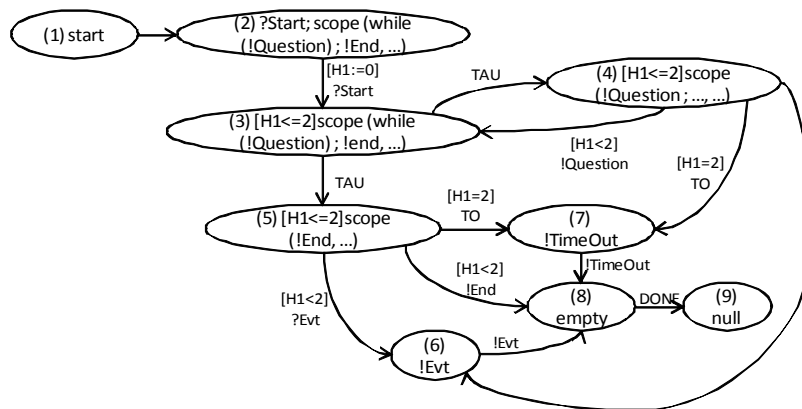 (1) start
(2) ?Start; scope (while
(!Question) ; !End, ...)
[H1:=0]
?Start
TAU
(4) [H1<=2]scope
(!Question ; ..., ...)
(3) [H1<=2]scope (while
(!Question) ; !end, ...)
[H1<2]
!Question
[H1=2]
TO
TAU
(5) [H1<=2]scope
(!End, ...)
[H1=2]
TO
(7)
!TimeOut
!TimeOut
[H1<2]
!End
[H1<2]
?Evt
(8)
empty
DONE
(9)
null
(6)
!Evt
!Evt